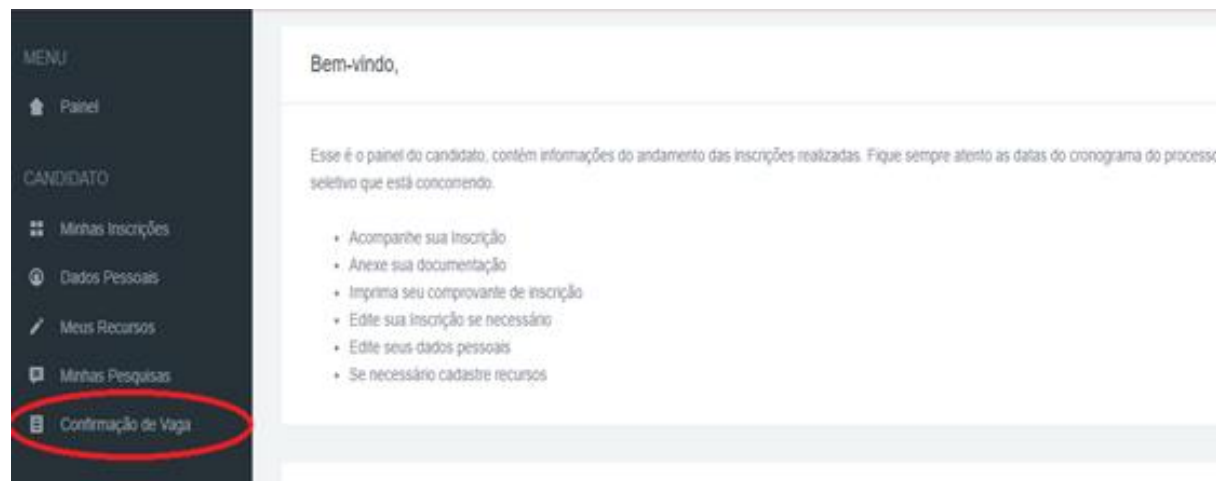 MENU
Painel
CANDIDATO
Minhas Inscrições
Dados Pessoais
Meus Recursos
Minhas Pesquisas
Confirmação de Vaga
Bem-vindo,
Esse é o painel do candidato, contém informações do andamento das inscrições realizadas. Fique sempre atento as datas do cronograma do processo
seletivo que está concorrendo.
• Acompanhe sua Inscrição
• Anexe sua documentação
• Imprima seu comprovante de inscrição
• Edite sua Inscrição se necessário
• Edite seus dados pessoais
• Se necessário cadastre recursos